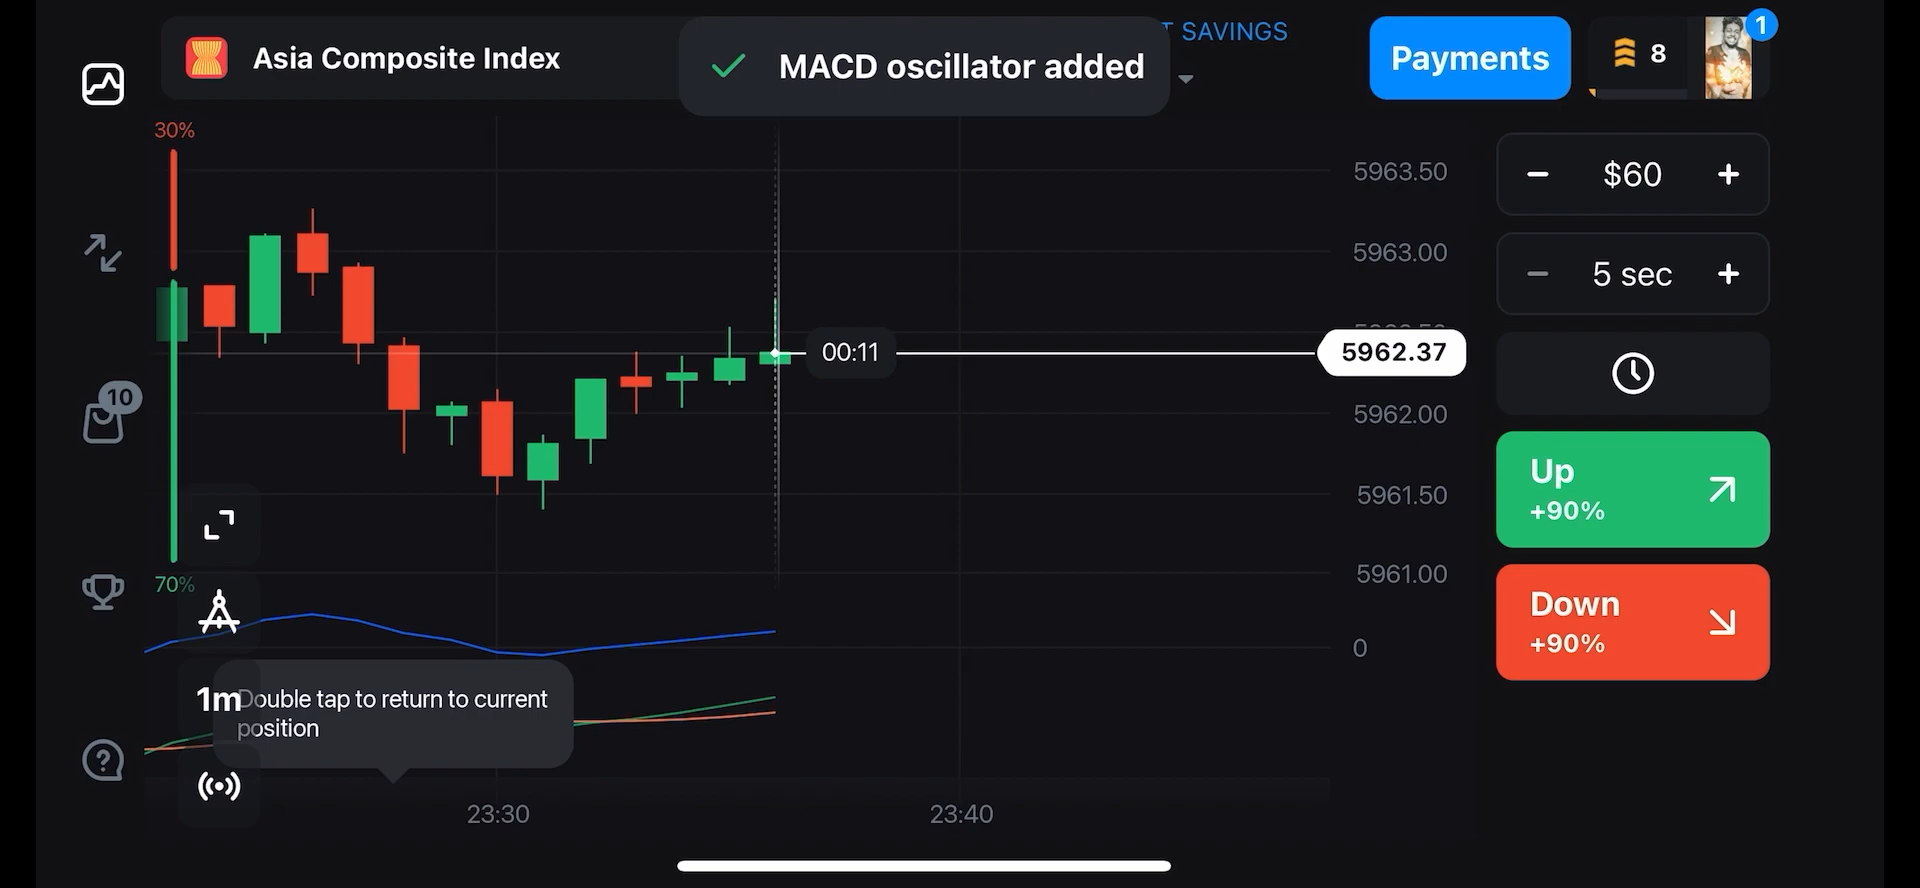 Asia Composite Index
MACD oscillator added
T SAVINGS
Payments
8
1
30%
5963.50
$60
5963.00
5 sec
00:11
5962.37
10
5962.00
Up
+90%
5961.50
70%
5961.00
Down
+90%
0
1m
Double tap to return to current
position
23:30
23:40